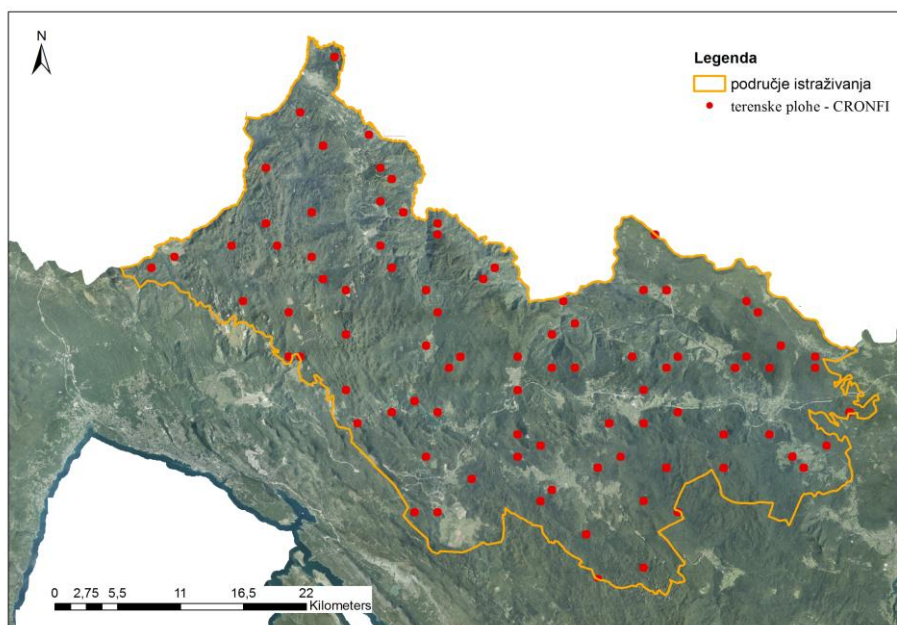 N
Legenda
područje istraživanja
terenske plohe - CRONFI
0 2,75 5,5 11 16,5 22
Kilometers